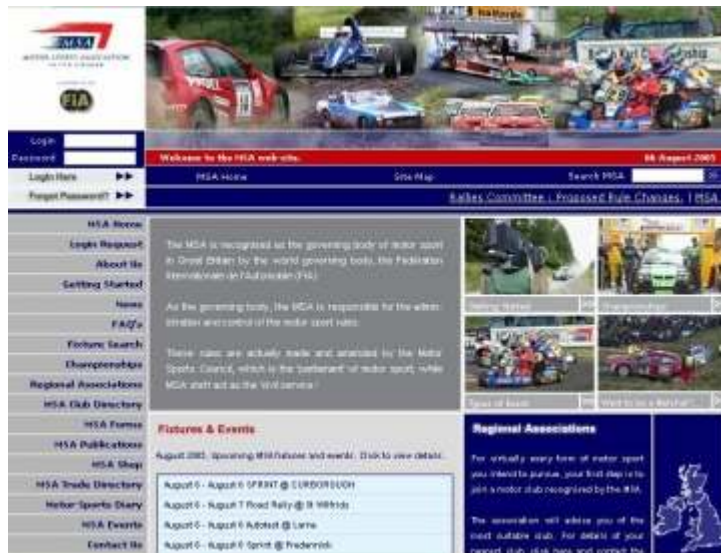 MSA
MOTOR SPORTS ASSOCIATION
FIA
Login
Password
Login Here
Forgot Password?
Welcome to the MSA web-site.
06 August 2005
MSA Home
Site Map
Search MSA
Rallies Committee : Proposed Rule Changes. | MSA
MSA Home
Login Request
About Us
Getting Started
News
FAQ's
Fixture Search
Championships
Regional Associations
MSA Club Directory
MSA Forms
MSA Publications
MSA Shop
MSA Trade Directory
Motor Sports Diary
MSA Events
Contact Us
The MSA is recognised as the governing body of motor sport
in Great Britain by the world governing body, the Fédération
Internationale de l'Automobile (FIA).
As the governing body, the MSA is responsible for the admin-
istration and control of the motor sport rules.
These rules are actually made and amended by the Motor
Sports Council, which is the 'parliament' of motor sport, while
MSA staff act as the 'civil service'!
Getting Started
Championships
Types of Event
Want to be a Marshal?
Fixtures & Events
August 2005: Upcoming MSA fixtures and events. Click to view details.
August 6 - August 6 SPRINT @ CURBOROUGH
August 6 - August 7 Road Rally @ St Wilfrids
August 6 - August 6 Autotest @ Larne
August 6 - August 6 Sprint @
Regional Associations
For virtually every form of motor sport
you intend to pursue, your first step is to
join a motor club recognised by the MSA.
The association will advise you of the
most suitable club. For details of your
nearest club, click here and contact the